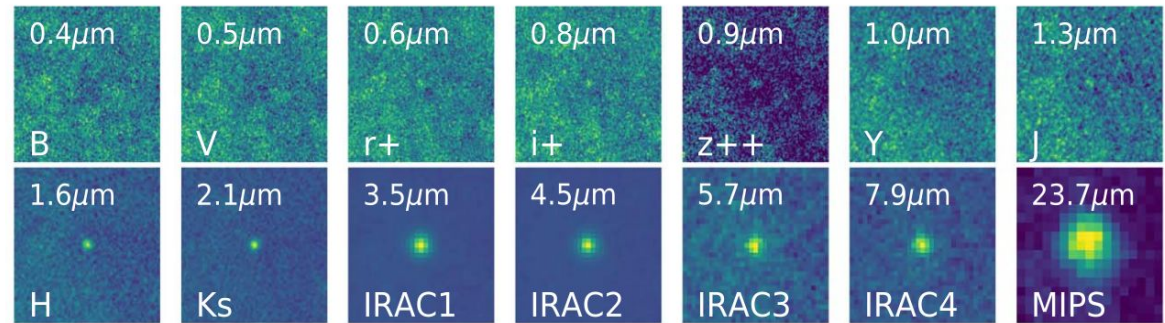 0.4μm 0.5μm 0.6μm 0.8μm 0.9μm 1.0μm 1.3μm
B V r+ i+ z++ Y J
1.6μm 2.1μm 3.5μm 4.5μm 5.7μm 7.9μm 23.7μm
H Ks IRAC1 IRAC2 IRAC3 IRAC4 MIPS